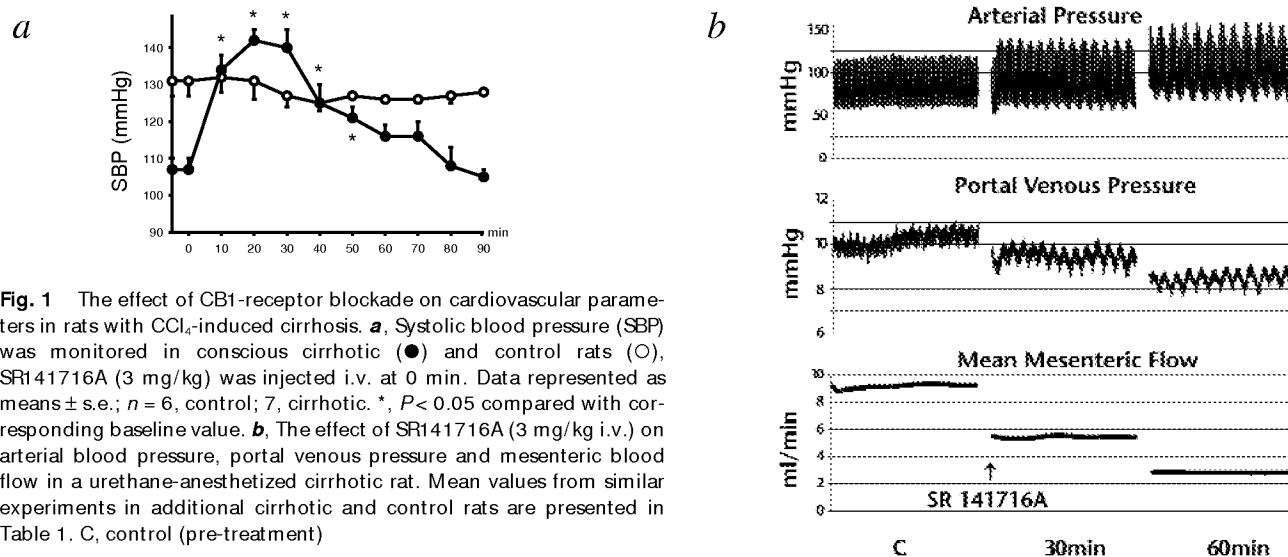 a
SBP (mmHg)
140
130
120
110
100
90
* * * * *
0 10 20 30 40 50 60 70 80 90 min
Fig. 1 The effect of CB1-receptor blockade on cardiovascular parame-
ters in rats with CCl₄-induced cirrhosis. a, Systolic blood pressure (SBP)
was monitored in conscious cirrhotic (●) and control rats (○),
SR141716A (3 mg/kg) was injected i.v. at 0 min. Data represented as
means ± s.e.; n = 6, control; 7, cirrhotic. *, P < 0.05 compared with cor-
responding baseline value. b, The effect of SR141716A (3 mg/kg i.v.) on
arterial blood pressure, portal venous pressure and mesenteric blood
flow in a urethane-anesthetized cirrhotic rat. Mean values from similar
experiments in additional cirrhotic and control rats are presented in
Table 1. C, control (pre-treatment)
b
Arterial Pressure
mmHg
150
100
50
0
Portal Venous Pressure
mmHg
12
10
8
6
Mean Mesenteric Flow
ml/min
10
8
6
4
2
0
↑
SR 141716A
C 30min 60min